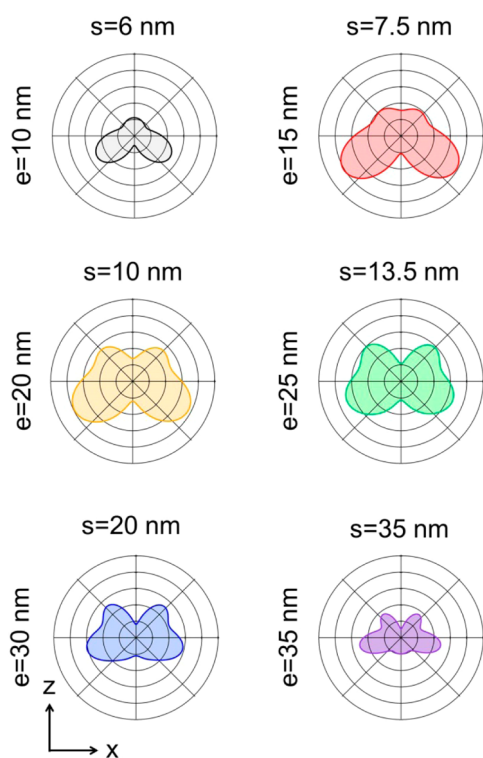 s=6 nm
s=7.5 nm
e=10 nm
e=15 nm
s=10 nm
s=13.5 nm
e=20 nm
e=25 nm
s=20 nm
s=35 nm
e=30 nm
e=35 nm
z
x